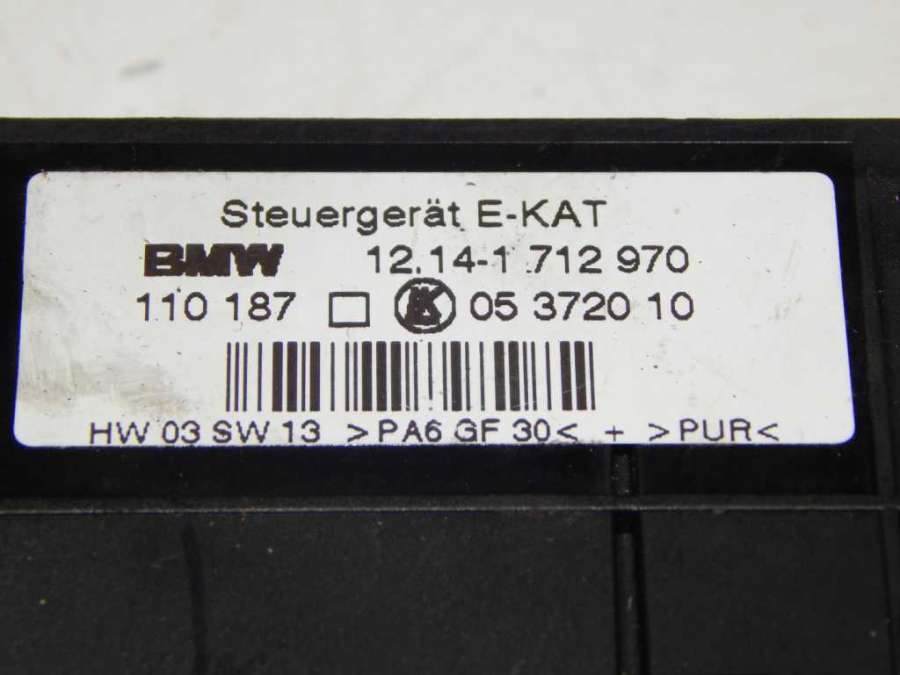 Steuergerät E-KAT
BMW 12.14-1 712 970
110 187 K 05 3720 10
HW 03 SW 13 >PA6 GF 30< + >PUR<